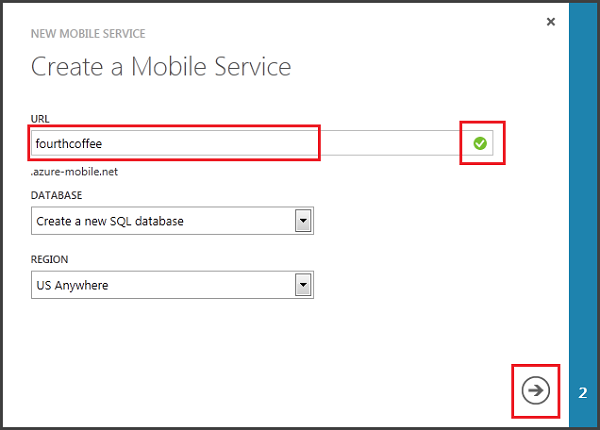 NEW MOBILE SERVICE
Create a Mobile Service
URL
fourthcoffee
.azure-mobile.net
DATABASE
Create a new SQL database
REGION
US Anywhere
2